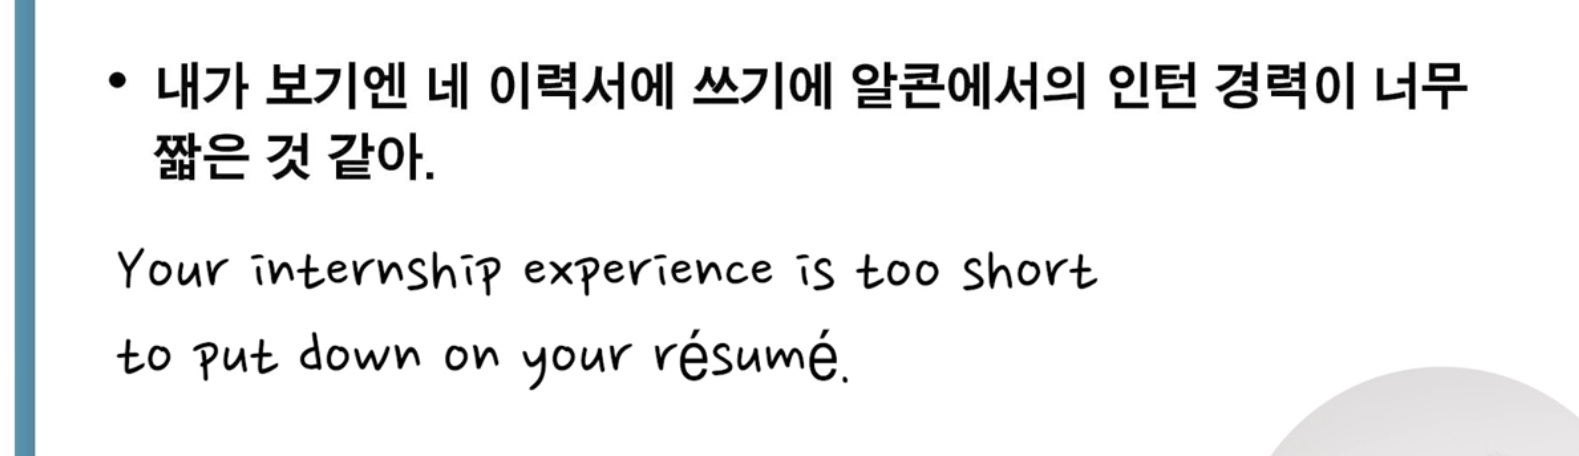 • 내가 보기엔 네 이력서에 쓰기에 알콘에서의 인턴 경력이 너무
짧은 것 같아.
Your internship experience is too short
to put down on your résumé.